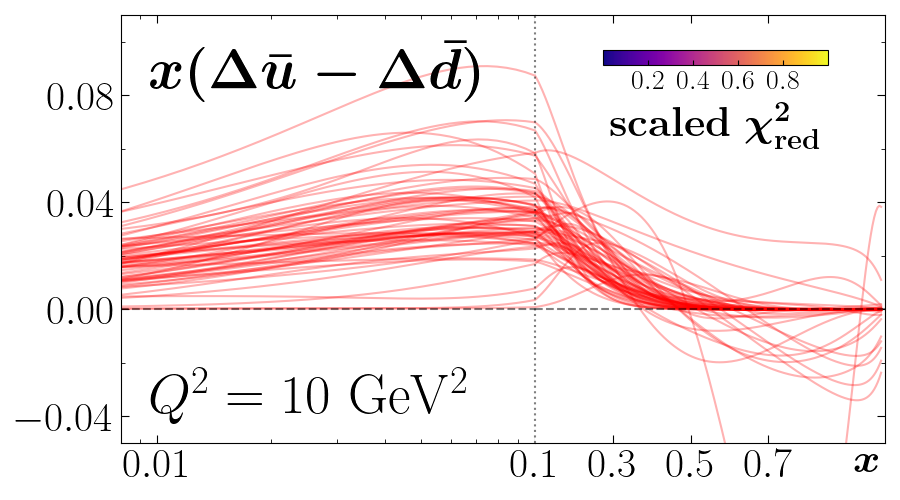 x(Δū − Δd̄)
0.2 0.4 0.6 0.8
scaled χ²_red
0.08
0.04
0.00
−0.04
Q² = 10 GeV²
0.01 0.1 0.3 0.5 0.7 x